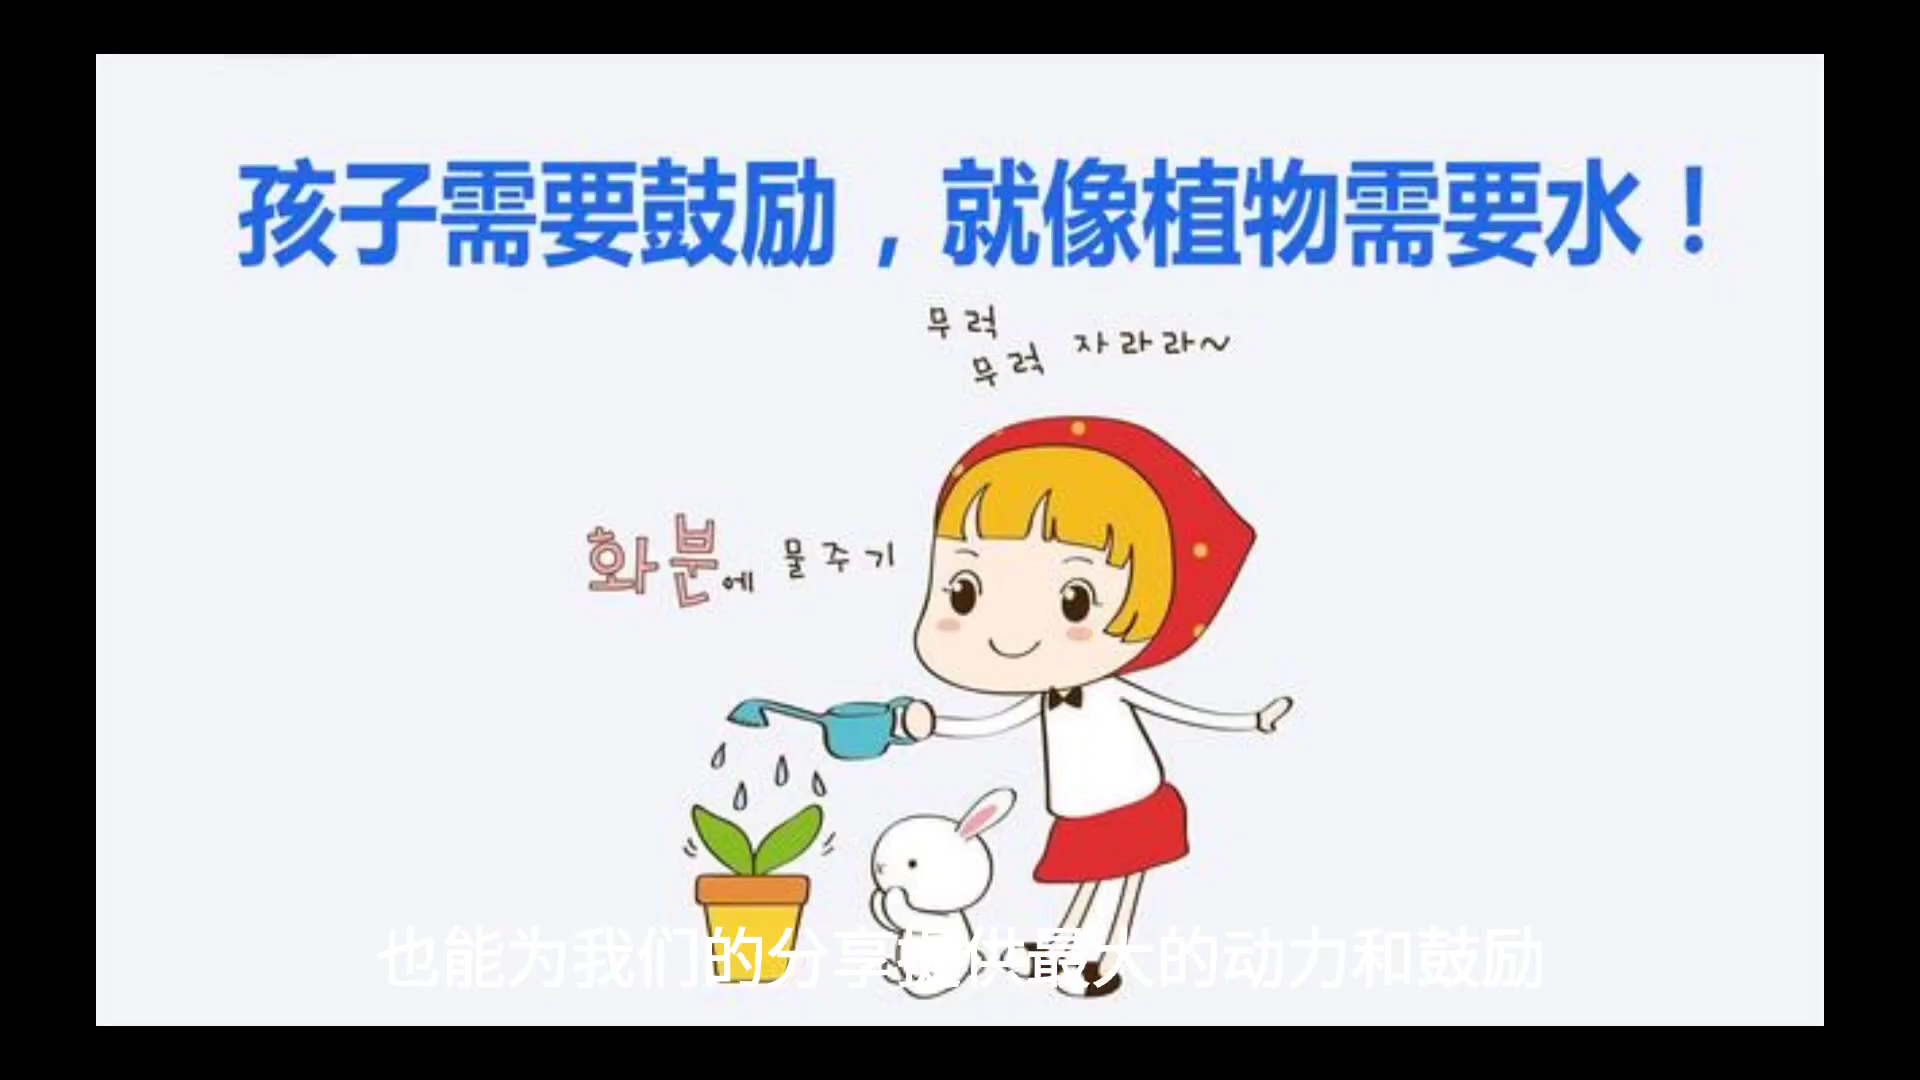 孩子需要鼓励，就像植物需要水！
무럭
무럭 자라라~
화분에 물주기
也能为我们的分享提供最大的动力和鼓励